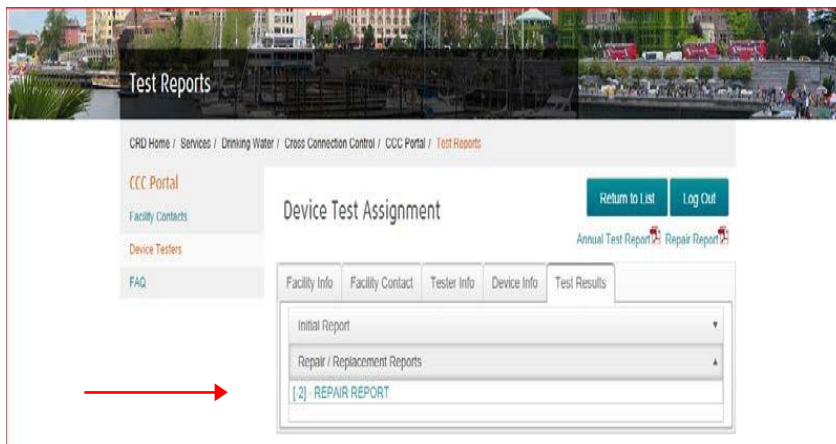 Test Reports
CRD Home / Services / Drinking Water / Cross Connection Control / CCC Portal / Test Reports
CCC Portal
Facility Contacts
Device Testers
FAQ
Device Test Assignment
Return to List
Log Out
Annual Test Report
Repair Report
Facility Info
Facility Contact
Tester Info
Device Info
Test Results
Initial Report
Repair / Replacement Reports
[-2] - REPAIR REPORT